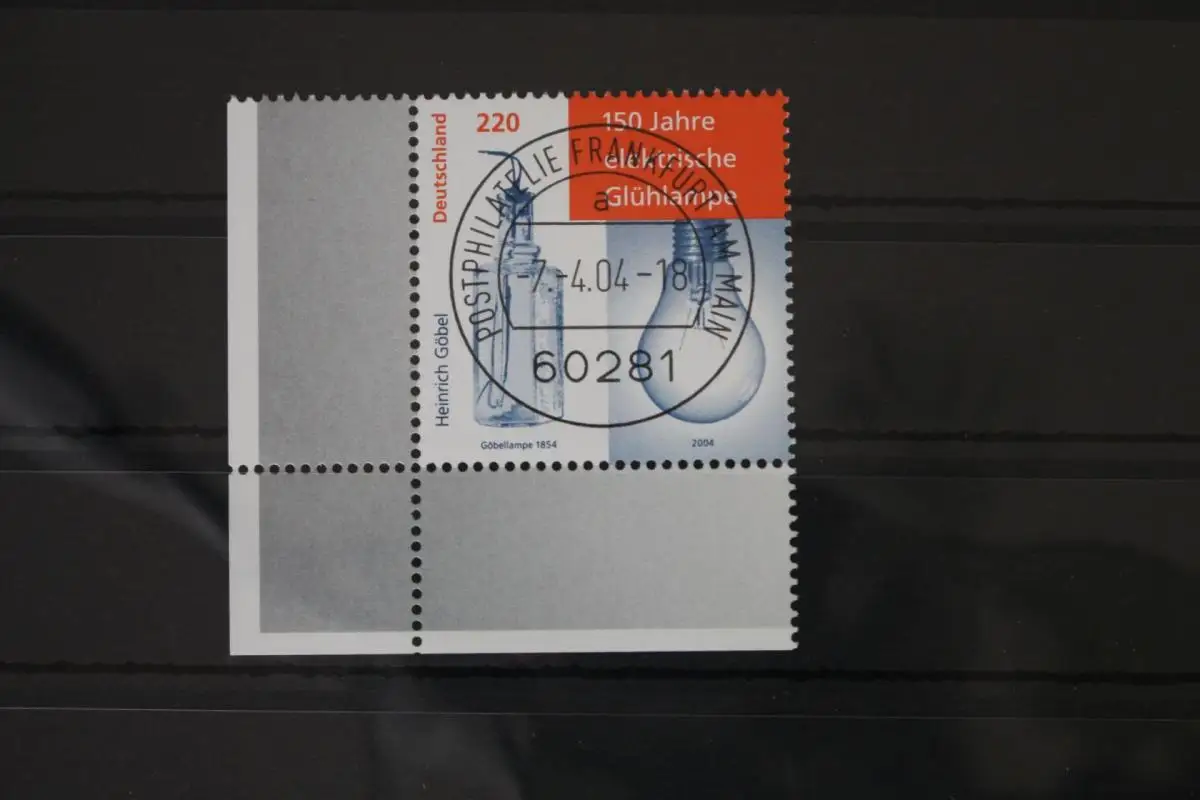 Deutschland
220
150 Jahre
elektrische
Glühlampe
POSTPHILATELIE FRANKFURT AM MAIN
a
-7.-4.04-18
60281
Heinrich Göbel
Göbellampe 1854
2004